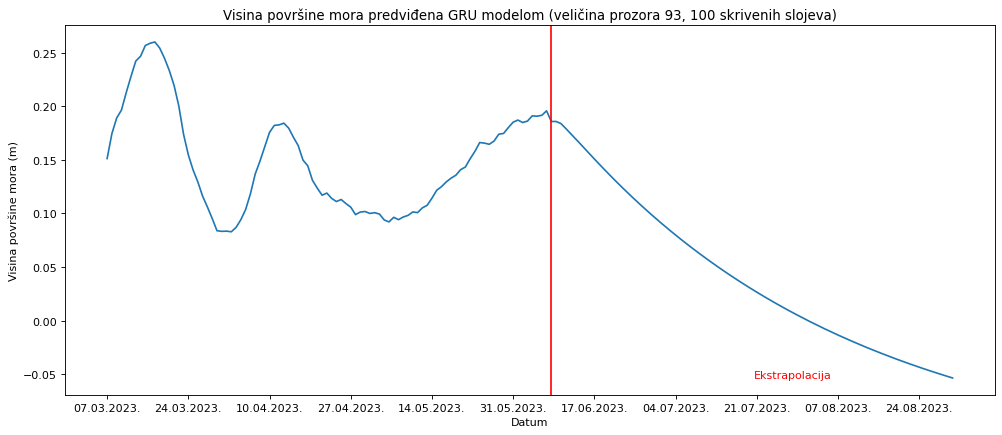 Visina površine mora predviđena GRU modelom (veličina prozora 93, 100 skrivenih slojeva)
Visina površine mora (m)
0.25
0.20
0.15
0.10
0.05
0.00
−0.05
Ekstrapolacija
07.03.2023. 24.03.2023. 10.04.2023. 27.04.2023. 14.05.2023. 31.05.2023. 17.06.2023. 04.07.2023. 21.07.2023. 07.08.2023. 24.08.2023.
Datum